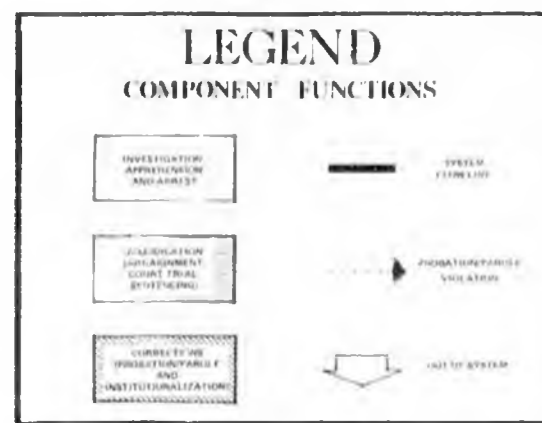 LEGEND
COMPONENT FUNCTIONS
INVESTIGATION
APPREHENSION
AND ARREST
SYSTEM
FLOWLINE
ADJUDICATION
(ARRAIGNMENT,
COURT TRIAL
SENTENCING)
PROBATION/PAROLE
VIOLATION
CORRECTIONS
(PROBATION/PAROLE
AND
INSTITUTIONALIZATION)
OUT OF SYSTEM